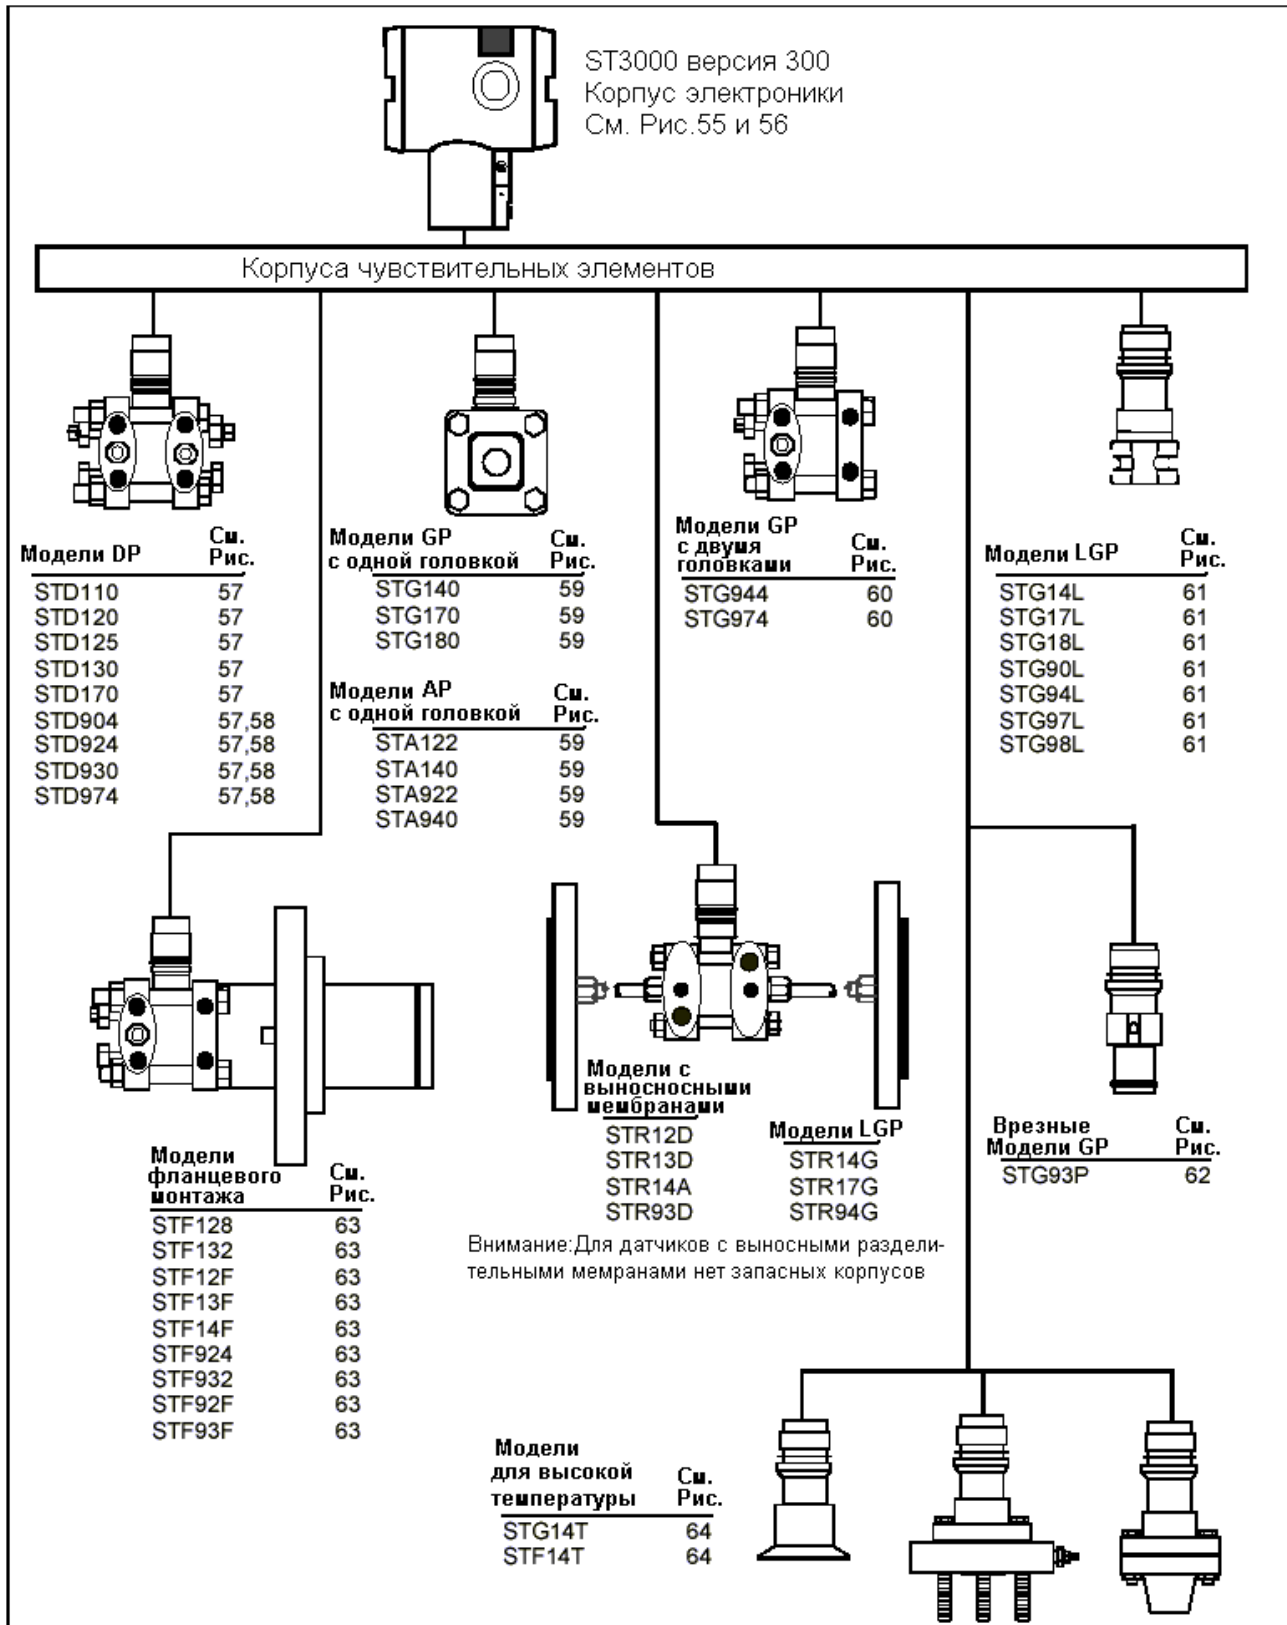 ST3000 версия 300
Корпус электроники
См. Рис.55 и 56
Корпуса чувствительных элементов
Модели DP См. Рис.
STD110 57
STD120 57
STD125 57
STD130 57
STD170 57
STD904 57,58
STD924 57,58
STD930 57,58
STD974 57,58
Модели GP
с одной головкой См. Рис.
STG140 59
STG170 59
STG180 59
Модели AP
с одной головкой См. Рис.
STA122 59
STA140 59
STA922 59
STA940 59
Модели GP
с двумя
головками См. Рис.
STG944 60
STG974 60
Модели LGP См. Рис.
STG14L 61
STG17L 61
STG18L 61
STG90L 61
STG94L 61
STG97L 61
STG98L 61
Модели
фланцевого
монтажа См. Рис.
STF128 63
STF132 63
STF12F 63
STF13F 63
STF14F 63
STF924 63
STF932 63
STF92F 63
STF93F 63
Модели с
выносносными
мембранами
STR12D
STR13D
STR14A
STR93D
Модели LGP
STR14G
STR17G
STR94G
Внимание:Для датчиков с выносными раздели-
тельными мемранами нет запасных корпусов
Врезные
Модели GP См. Рис.
STG93P 62
Модели
для высокой
температуры См. Рис.
STG14T 64
STF14T 64